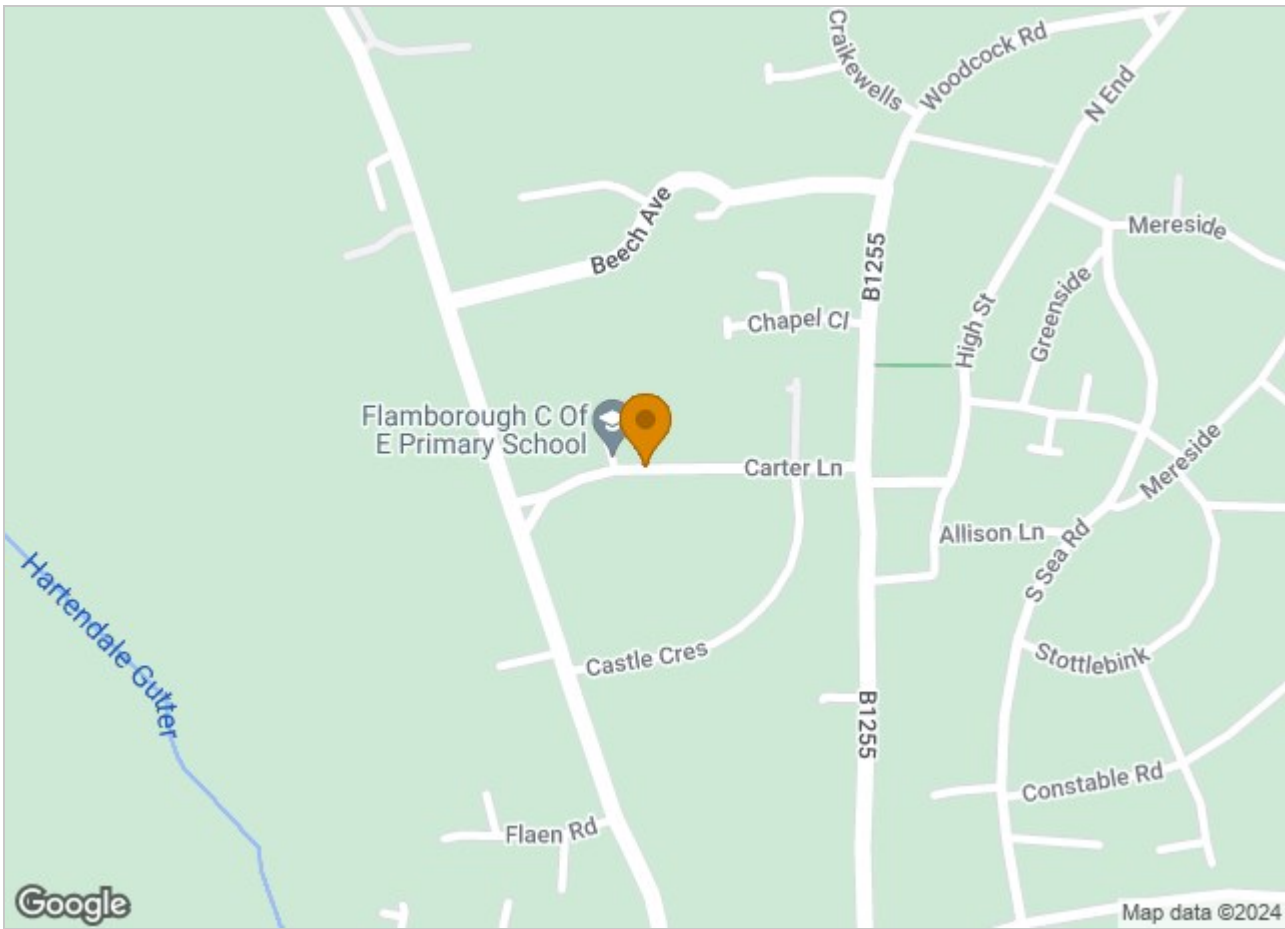 Craikewells
Woodcock Rd
N End
Beech Ave
Mereside
B1255
Greenside
Chapel Cl
High St
Flamborough C Of
E Primary School
Carter Ln
Mereside
Allison Ln
S Sea Rd
Hartendale Gutter
Castle Cres
Stottlebink
B1255
Constable Rd
Flaen Rd
Google
Map data ©2024